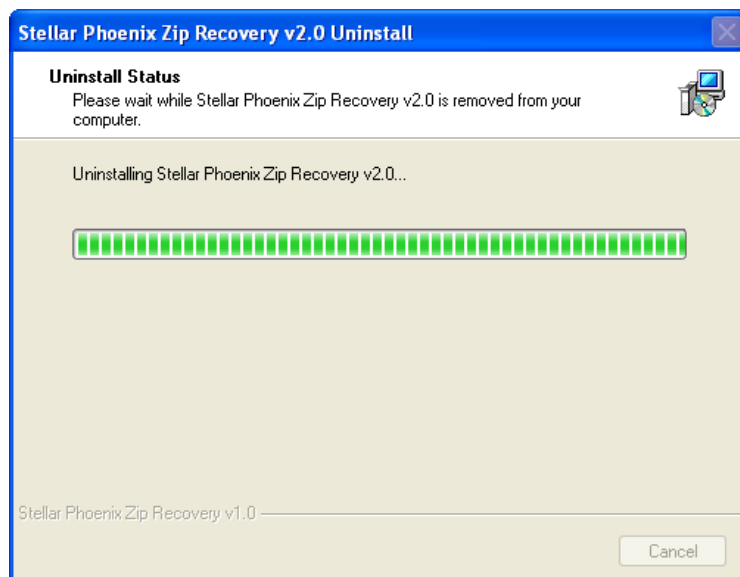 Stellar Phoenix Zip Recovery v2.0 Uninstall
Uninstall Status
Please wait while Stellar Phoenix Zip Recovery v2.0 is removed from your
computer.
Uninstalling Stellar Phoenix Zip Recovery v2.0...
Stellar Phoenix Zip Recovery v1.0
Cancel